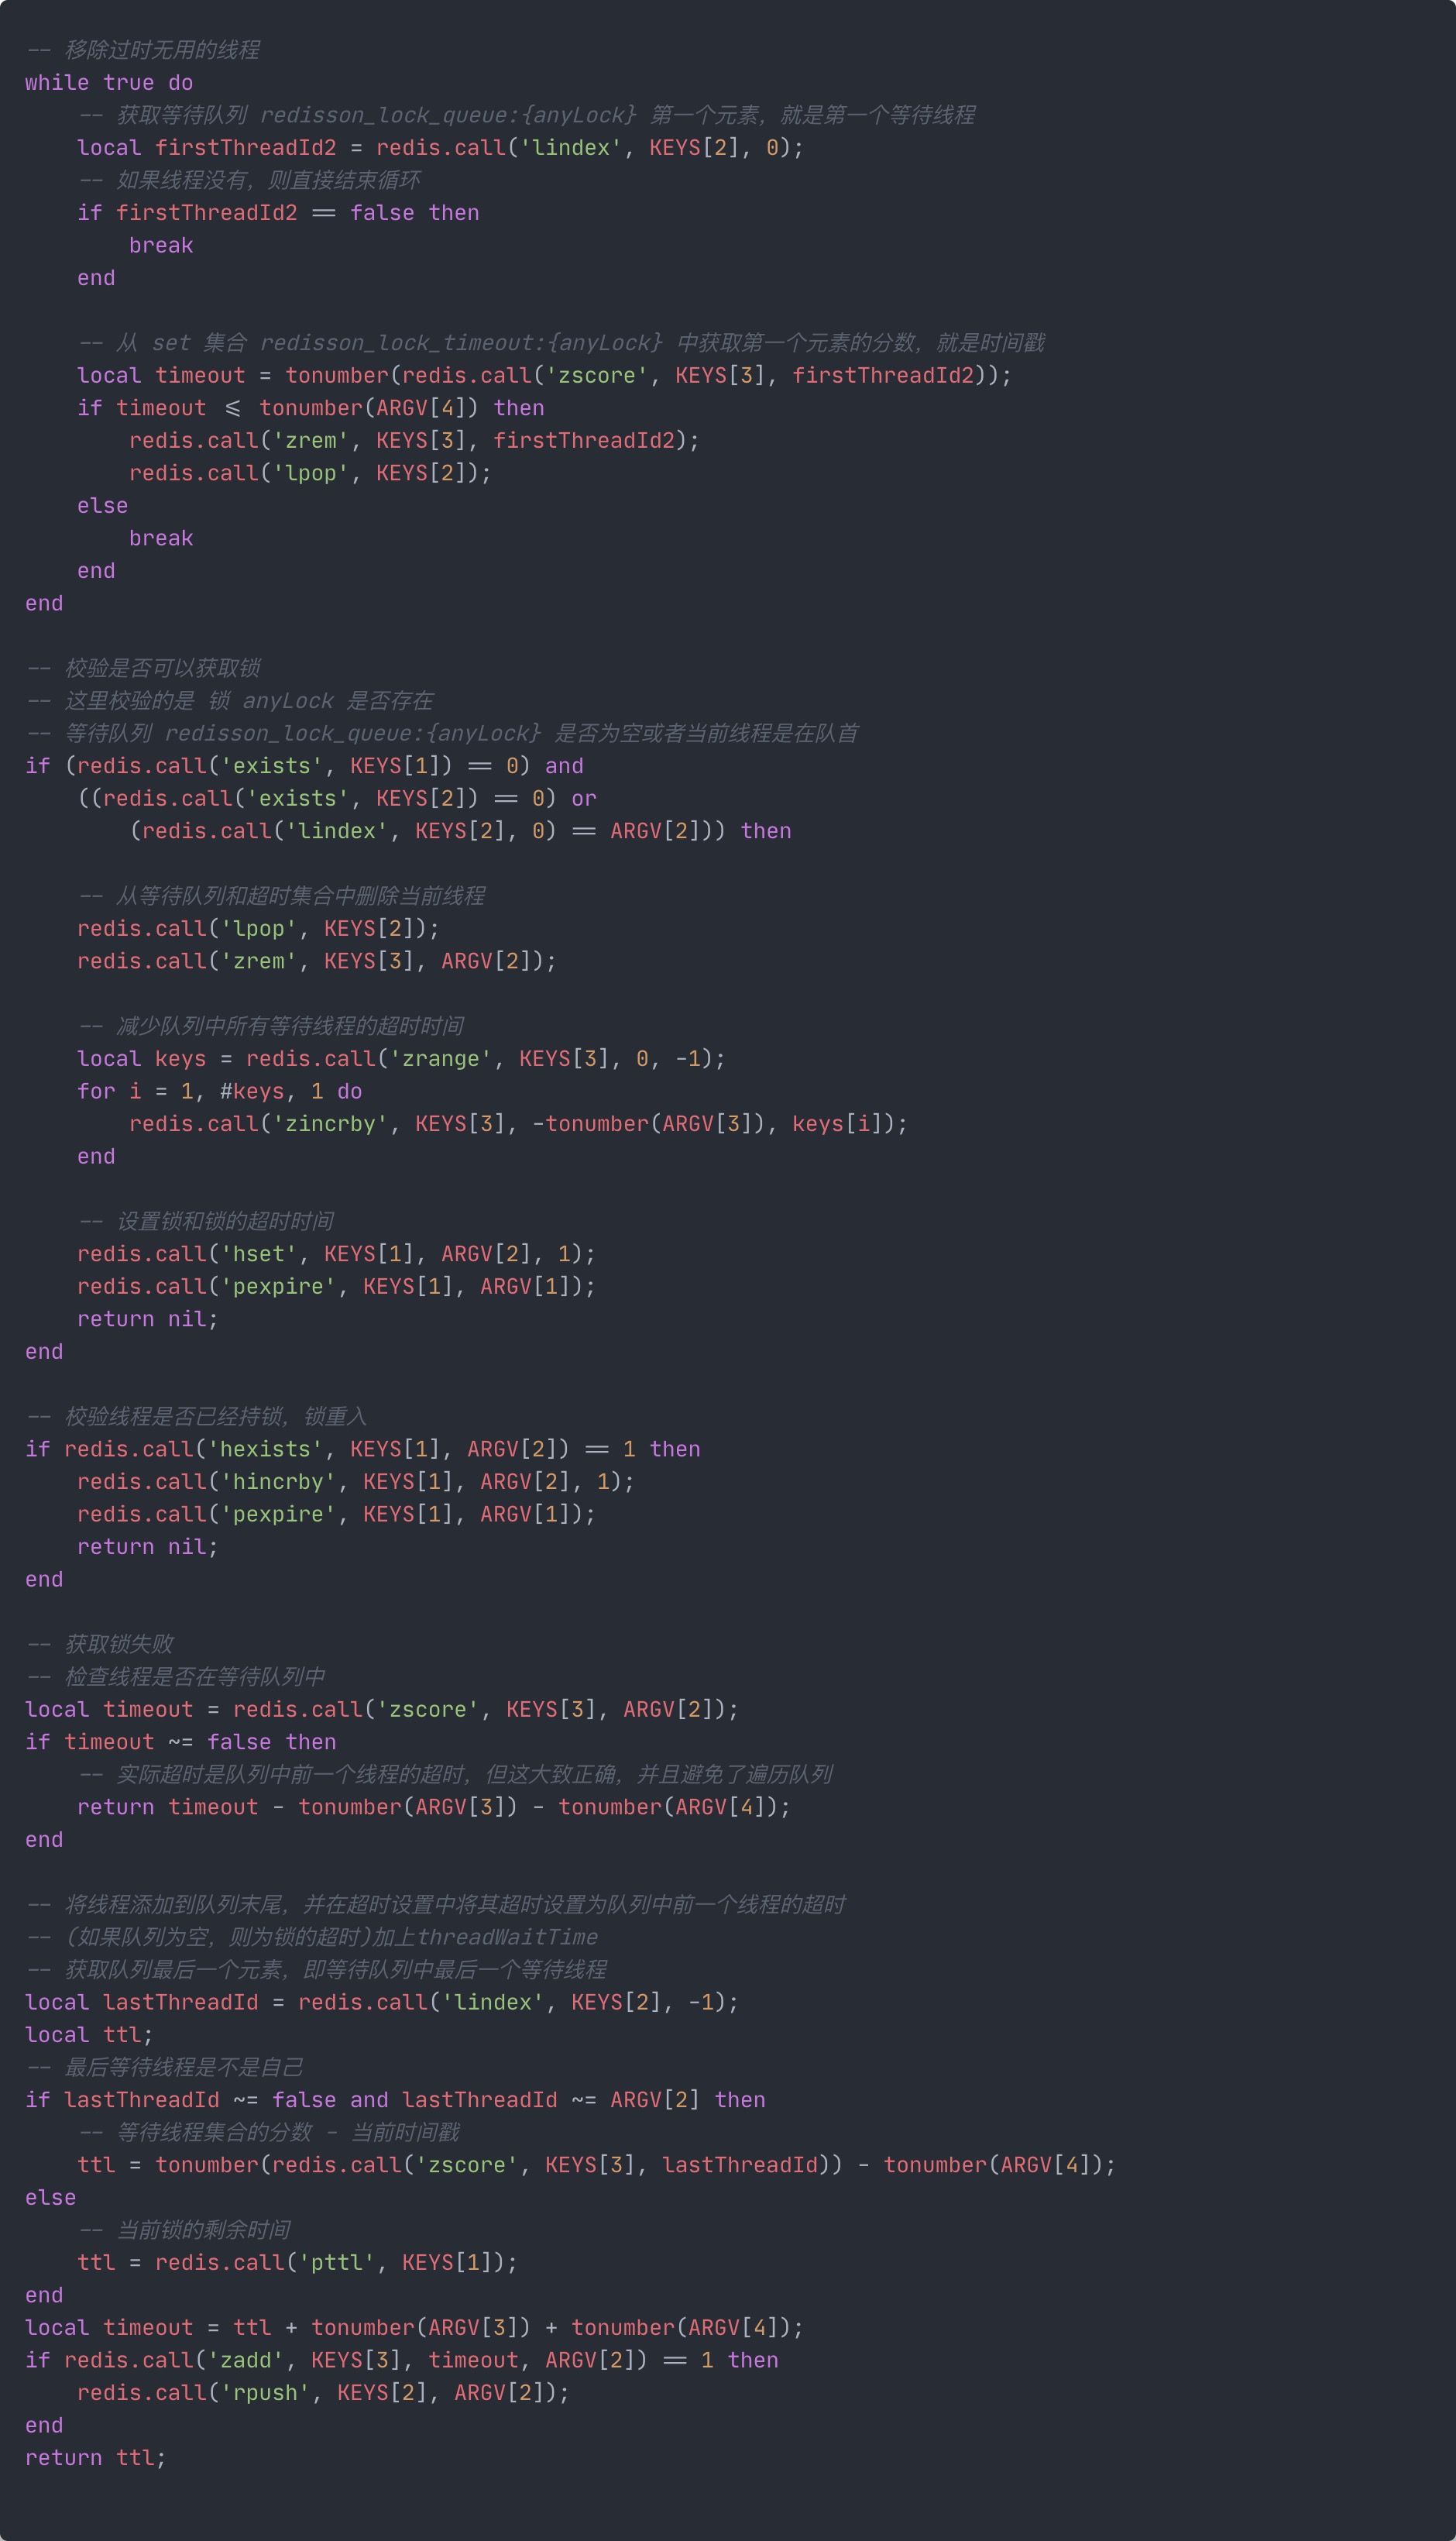 -- 移除过时无用的线程
while true do
    -- 获取等待队列 redisson_lock_queue:{anyLock} 第一个元素，就是第一个等待线程
    local firstThreadId2 = redis.call('lindex', KEYS[2], 0);
    -- 如果线程没有，则直接结束循环
    if firstThreadId2 == false then
        break
    end

    -- 从 set 集合 redisson_lock_timeout:{anyLock} 中获取第一个元素的分数，就是时间戳
    local timeout = tonumber(redis.call('zscore', KEYS[3], firstThreadId2));
    if timeout <= tonumber(ARGV[4]) then
        redis.call('zrem', KEYS[3], firstThreadId2);
        redis.call('lpop', KEYS[2]);
    else
        break
    end
end

-- 校验是否可以获取锁
-- 这里校验的是 锁 anyLock 是否存在
-- 等待队列 redisson_lock_queue:{anyLock} 是否为空或者当前线程是在队首
if (redis.call('exists', KEYS[1]) == 0) and
    ((redis.call('exists', KEYS[2]) == 0) or
        (redis.call('lindex', KEYS[2], 0) == ARGV[2])) then

    -- 从等待队列和超时集合中删除当前线程
    redis.call('lpop', KEYS[2]);
    redis.call('zrem', KEYS[3], ARGV[2]);

    -- 减少队列中所有等待线程的超时时间
    local keys = redis.call('zrange', KEYS[3], 0, -1);
    for i = 1, #keys, 1 do
        redis.call('zincrby', KEYS[3], -tonumber(ARGV[3]), keys[i]);
    end

    -- 设置锁和锁的超时时间
    redis.call('hset', KEYS[1], ARGV[2], 1);
    redis.call('pexpire', KEYS[1], ARGV[1]);
    return nil;
end

-- 校验线程是否已经持锁，锁重入
if redis.call('hexists', KEYS[1], ARGV[2]) == 1 then
    redis.call('hincrby', KEYS[1], ARGV[2], 1);
    redis.call('pexpire', KEYS[1], ARGV[1]);
    return nil;
end

-- 获取锁失败
-- 检查线程是否在等待队列中
local timeout = redis.call('zscore', KEYS[3], ARGV[2]);
if timeout ~= false then
    -- 实际超时是队列中前一个线程的超时，但这大致正确，并且避免了遍历队列
    return timeout - tonumber(ARGV[3]) - tonumber(ARGV[4]);
end

-- 将线程添加到队列末尾，并在超时设置中将其超时设置为队列中前一个线程的超时
-- (如果队列为空，则为锁的超时)加上threadWaitTime
-- 获取队列最后一个元素，即等待队列中最后一个等待线程
local lastThreadId = redis.call('lindex', KEYS[2], -1);
local ttl;
-- 最后等待线程是不是自己
if lastThreadId ~= false and lastThreadId ~= ARGV[2] then
    -- 等待线程集合的分数 - 当前时间戳
    ttl = tonumber(redis.call('zscore', KEYS[3], lastThreadId)) - tonumber(ARGV[4]);
else
    -- 当前锁的剩余时间
    ttl = redis.call('pttl', KEYS[1]);
end
local timeout = ttl + tonumber(ARGV[3]) + tonumber(ARGV[4]);
if redis.call('zadd', KEYS[3], timeout, ARGV[2]) == 1 then
    redis.call('rpush', KEYS[2], ARGV[2]);
end
return ttl;